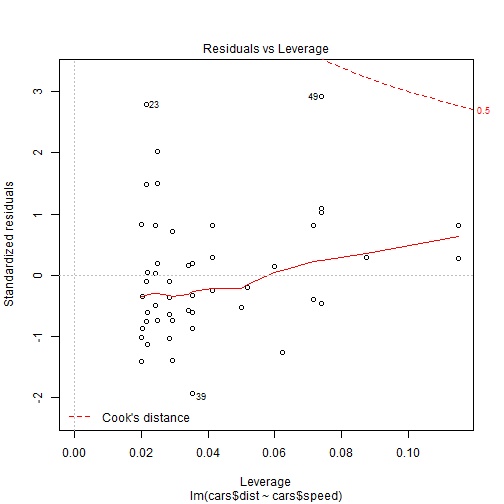 Residuals vs Leverage
Standardized residuals
3
2
1
0
-1
-2
23
49
39
0.5
Cook's distance
0.00 0.02 0.04 0.06 0.08 0.10
Leverage
lm(cars$dist ~ cars$speed)